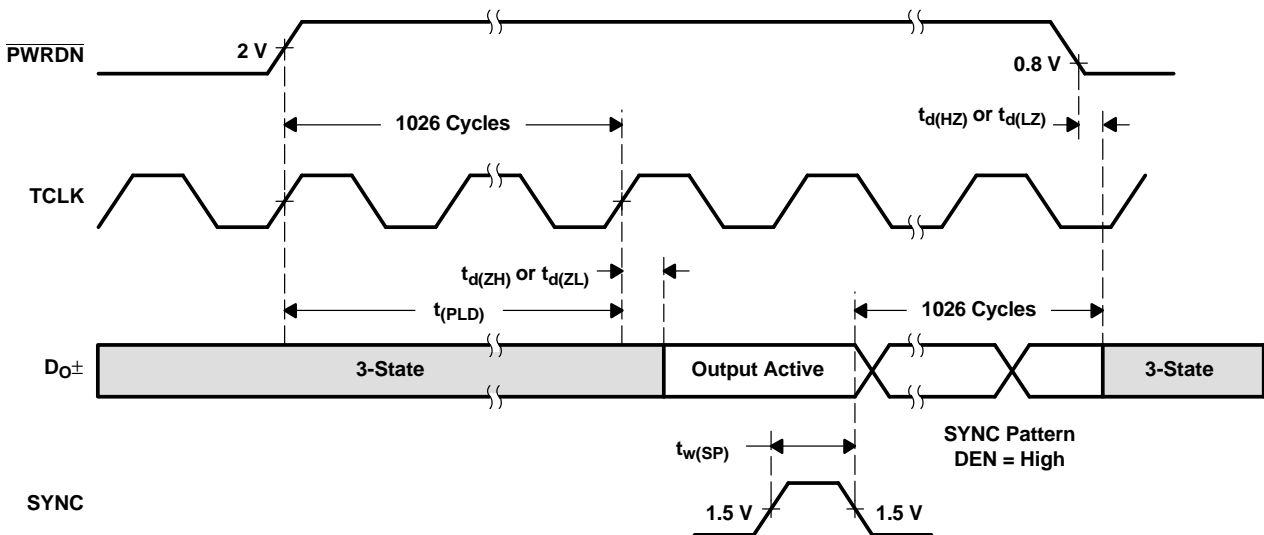 PWRDN
2 V
0.8 V
1026 Cycles
td(HZ) or td(LZ)
TCLK
td(ZH) or td(ZL)
t(PLD)
1026 Cycles
DO±
3-State
Output Active
3-State
tw(SP)
SYNC Pattern
DEN = High
SYNC
1.5 V
1.5 V